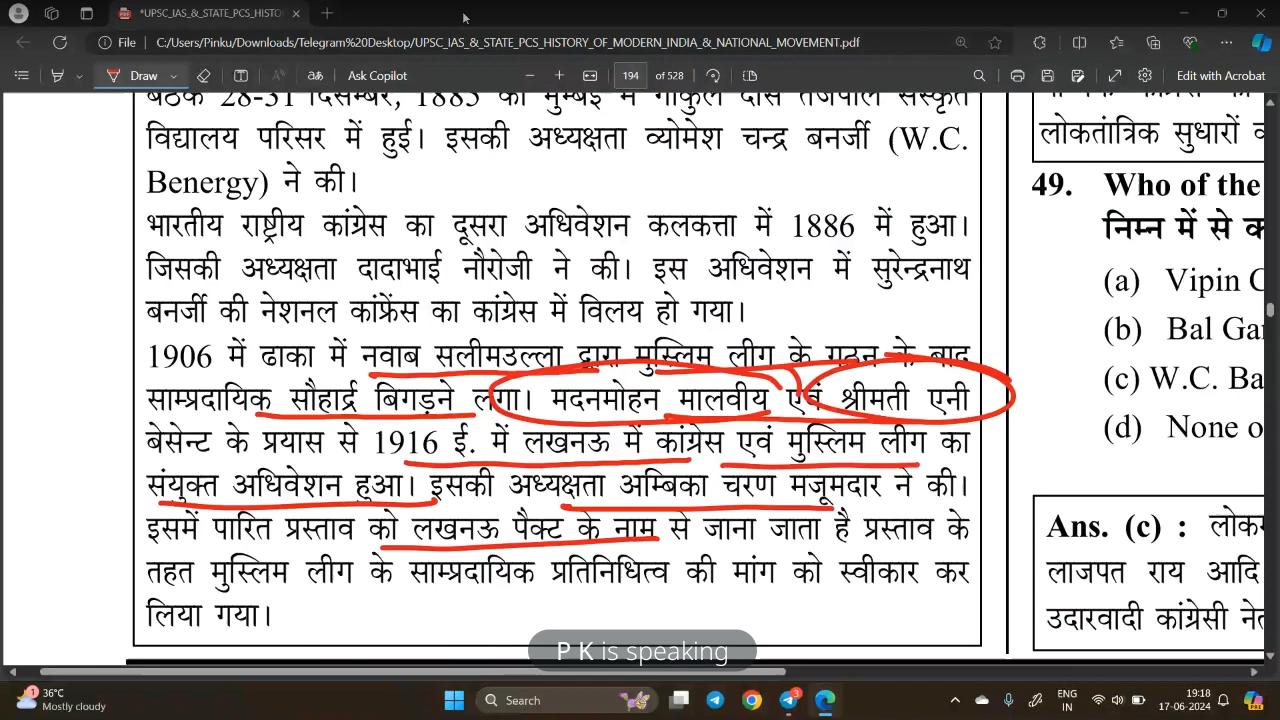 *UPSC_IAS_&_STATE_PCS_HISTO
File C:/Users/Pinku/Downloads/Telegram%20Desktop/UPSC_IAS_&_STATE_PCS_HISTORY_OF_MODERN_INDIA_&_NATIONAL_MOVEMENT.pdf
Draw Ask Copilot 194 of 528 Edit with Acrobat
बैठक 28-31 दिसम्बर, 1885 को मुम्बई में गोकुल दास तेजपाल संस्कृत
विद्यालय परिसर में हुई। इसकी अध्यक्षता व्योमेश चन्द्र बनर्जी (W.C.
Benergy) ने की।
भारतीय राष्ट्रीय कांग्रेस का दूसरा अधिवेशन कलकत्ता में 1886 में हुआ।
जिसकी अध्यक्षता दादाभाई नौरोजी ने की। इस अधिवेशन में सुरेन्द्रनाथ
बनर्जी की नेशनल कांफ्रेंस का कांग्रेस में विलय हो गया।
1906 में ढाका में नवाब सलीमउल्ला द्वारा मुस्लिम लीग के गठन के बाद
साम्प्रदायिक सौहार्द्र बिगड़ने लगा। मदनमोहन मालवीय एवं श्रीमती एनी
बेसेन्ट के प्रयास से 1916 ई. में लखनऊ में कांग्रेस एवं मुस्लिम लीग का
संयुक्त अधिवेशन हुआ। इसकी अध्यक्षता अम्बिका चरण मजूमदार ने की।
इसमें पारित प्रस्ताव को लखनऊ पैक्ट के नाम से जाना जाता है प्रस्ताव के
तहत मुस्लिम लीग के साम्प्रदायिक प्रतिनिधित्व की मांग को स्वीकार कर
लिया गया।
लोकतांत्रिक सुधारों
49. Who of the
निम्न में से
(a) Vipin C
(b) Bal Gar
(c) W.C. Ba
(d) None o
Ans. (c) :
लाजपत राय आदि
उदारवादी कांग्रेसी
P K is speaking
36°C
Mostly cloudy
Search
ENG
IN
19:18
17-06-2024